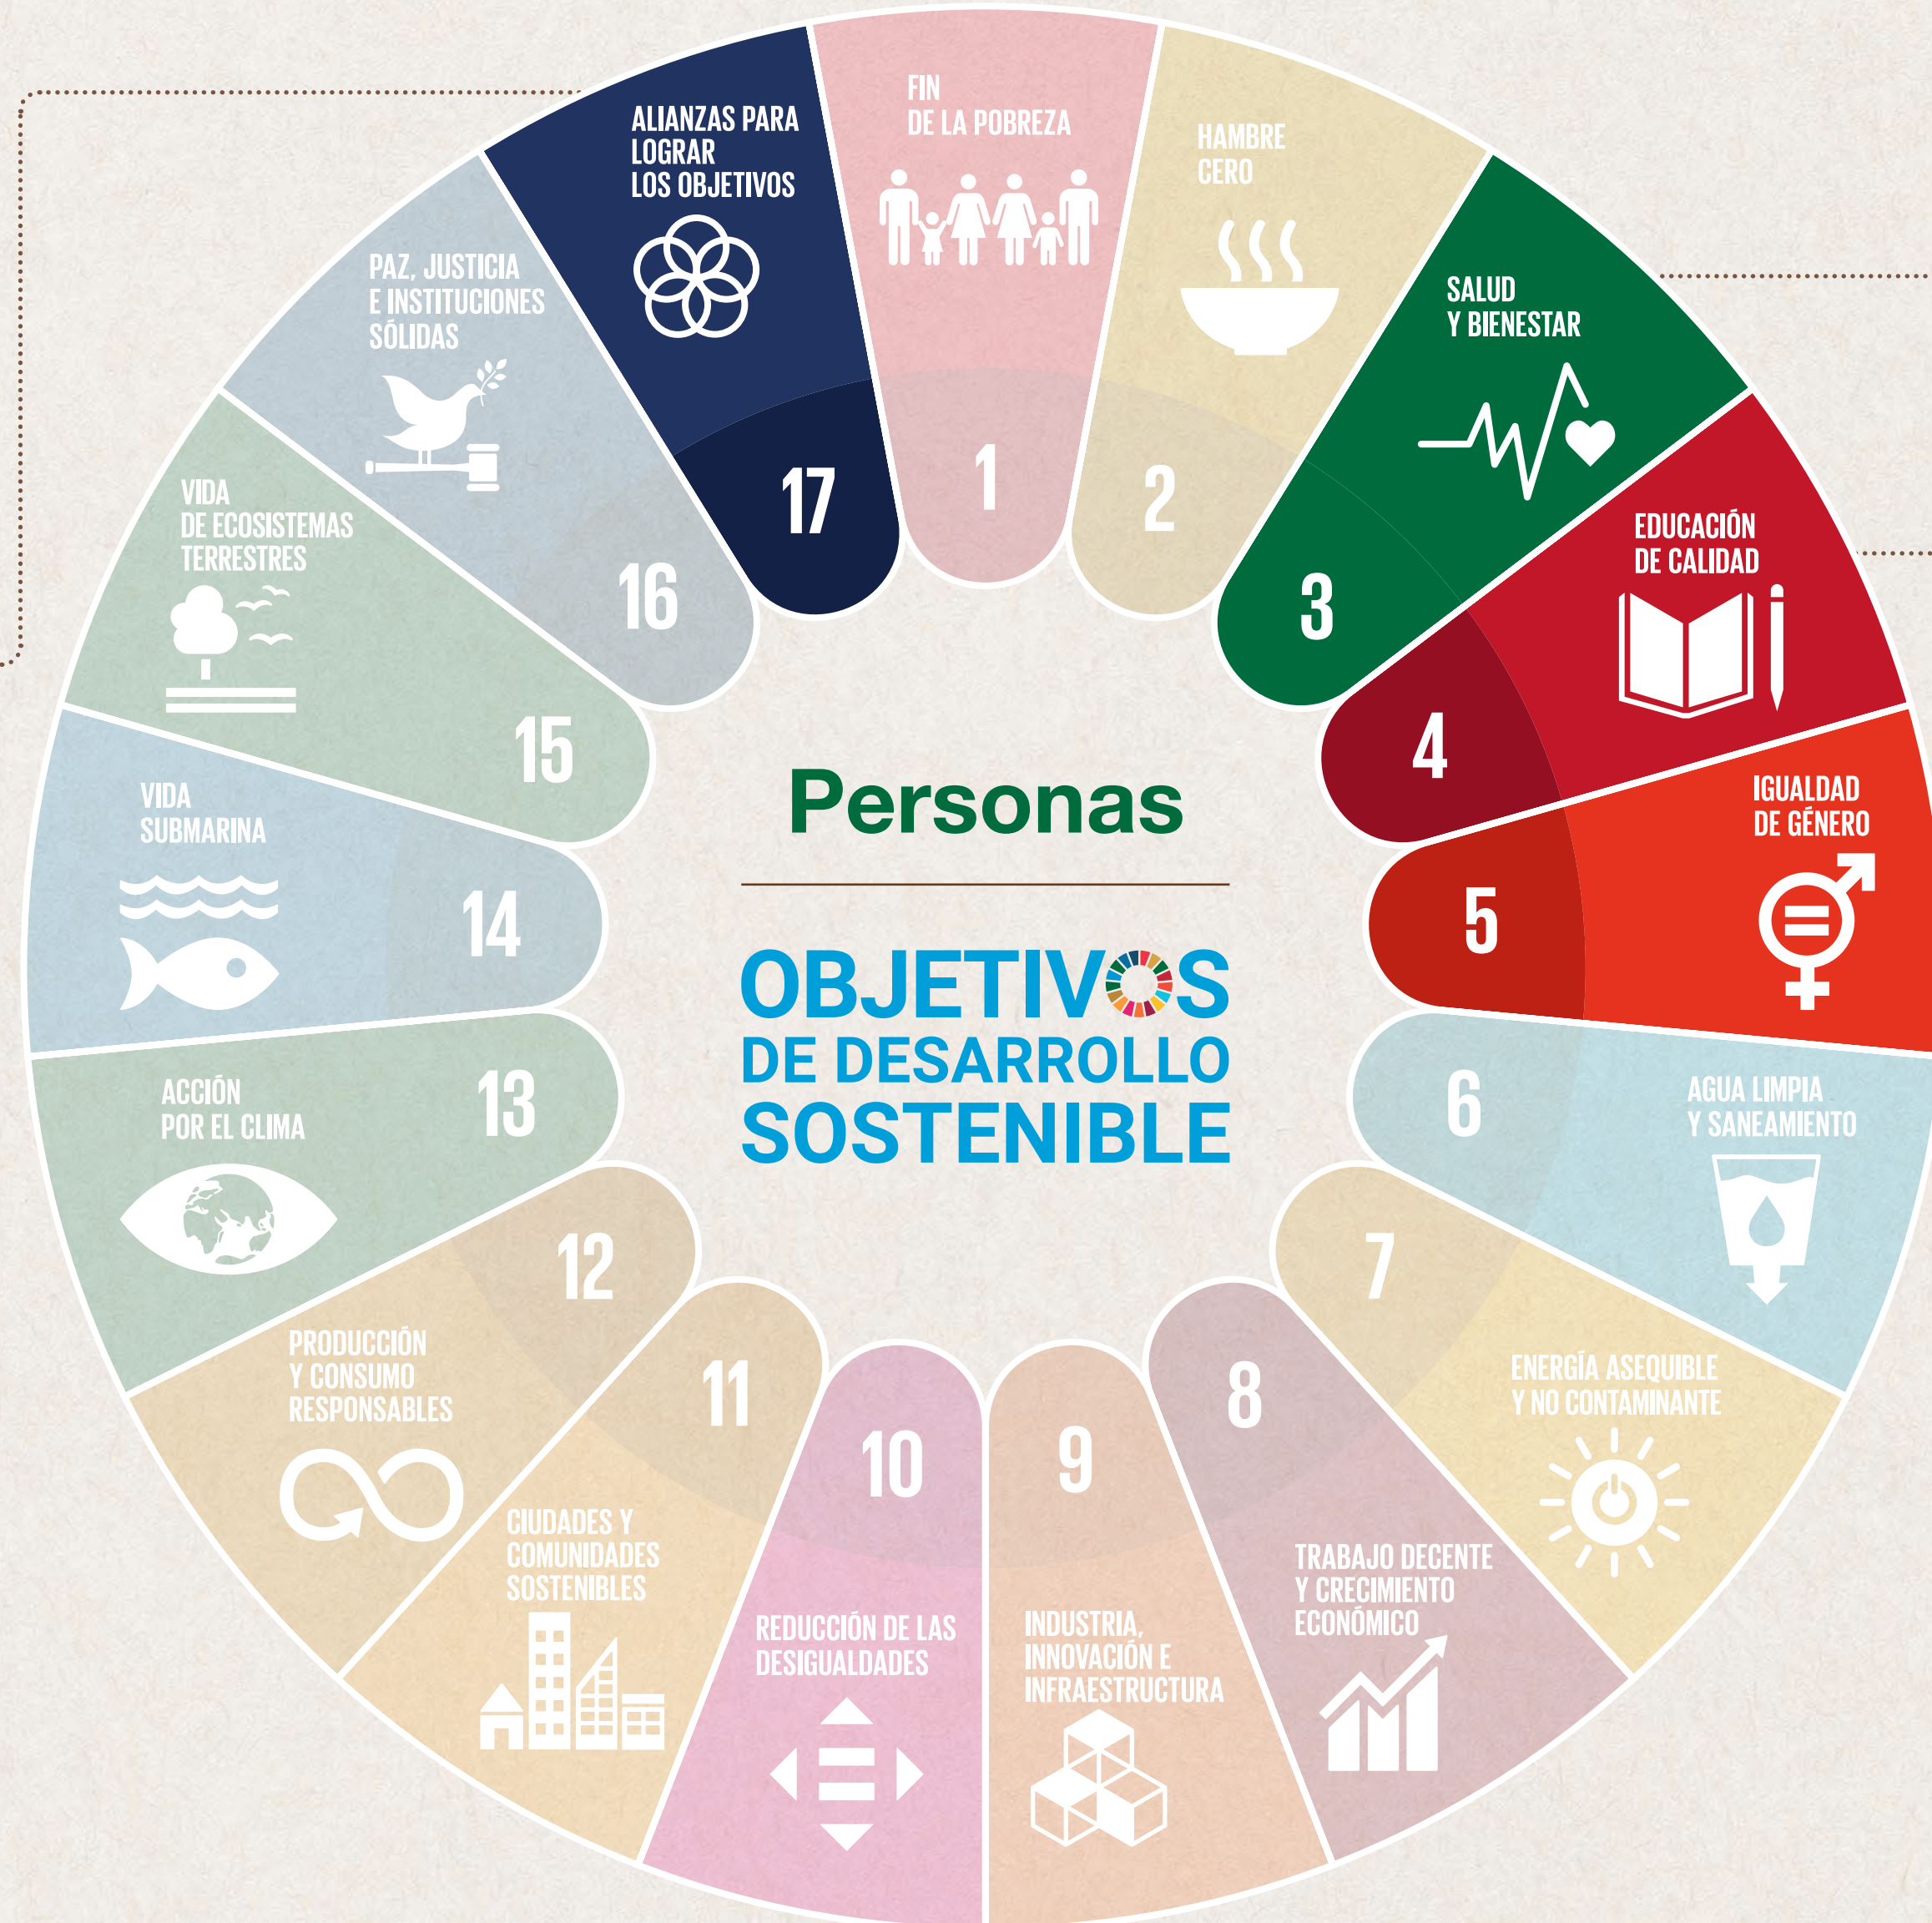 FIN
DE LA POBREZA
1
HAMBRE
CERO
2
SALUD
Y BIENESTAR
3
EDUCACIÓN
DE CALIDAD
4
IGUALDAD
DE GÉNERO
5
AGUA LIMPIA
Y SANEAMIENTO
6
ENERGÍA ASEQUIBLE
Y NO CONTAMINANTE
7
TRABAJO DECENTE
Y CRECIMIENTO
ECONÓMICO
8
INDUSTRIA,
INNOVACIÓN E
INFRAESTRUCTURA
9
REDUCCIÓN DE LAS
DESIGUALDADES
10
CIUDADES Y
COMUNIDADES
SOSTENIBLES
11
PRODUCCIÓN
Y CONSUMO
RESPONSABLES
12
ACCIÓN
POR EL CLIMA
13
VIDA
SUBMARINA
14
VIDA
DE ECOSISTEMAS
TERRESTRES
15
PAZ, JUSTICIA
E INSTITUCIONES
SÓLIDAS
16
ALIANZAS PARA
LOGRAR
LOS OBJETIVOS
17
Personas
OBJETIVOS
DE DESARROLLO
SOSTENIBLE